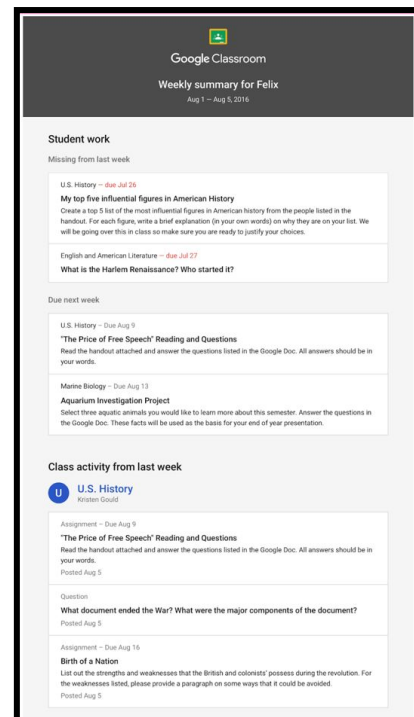 Google Classroom
Weekly summary for Felix
Aug 1 – Aug 5, 2016
Student work
Missing from last week
U.S. History – due Jul 26
My top five influential figures in American History
Create a top 5 list of the most influential figures in American history from the people listed in the
handout. For each figure, write a brief explanation (in your own words) on why they are on your list. We
will be going over this in class so make sure you are ready to justify your choices.
English and American Literature – due Jul 27
What is the Harlem Renaissance? Who started it?
Due next week
U.S. History – Due Aug 9
"The Price of Free Speech" Reading and Questions
Read the handout attached and answer the questions listed in the Google Doc. All answers should be in
your words.
Marine Biology – Due Aug 13
Aquarium Investigation Project
Select three aquatic animals you would like to learn more about this semester. Answer the questions in
the Google Doc. These facts will be used as the basis for your end of year presentation.
Class activity from last week
U
U.S. History
Kristen Gould
Assignment – Due Aug 9
"The Price of Free Speech" Reading and Questions
Read the handout attached and answer the questions listed in the Google Doc. All answers should be in
your words.
Posted Aug 5
Question
What document ended the War? What were the major components of the document?
Posted Aug 5
Assignment – Due Aug 16
Birth of a Nation
List out the strengths and weaknesses that the British and colonists' possess during the revolution. For
the weaknesses listed, please provide a paragraph on some ways that it could be avoided.
Posted Aug 5